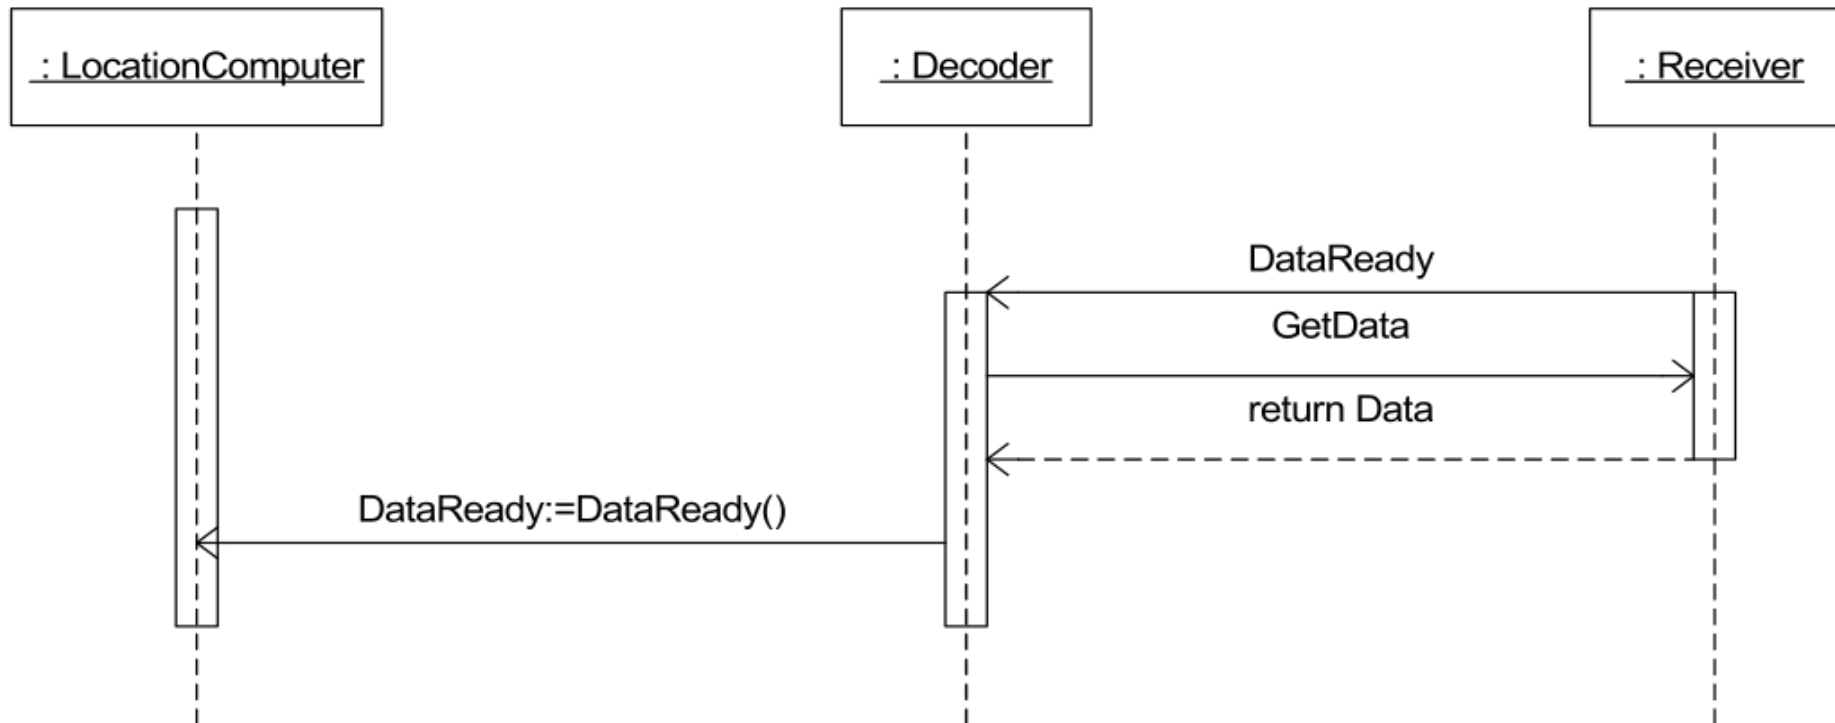 : LocationComputer
: Decoder
: Receiver
DataReady
GetData
return Data
DataReady:=DataReady()